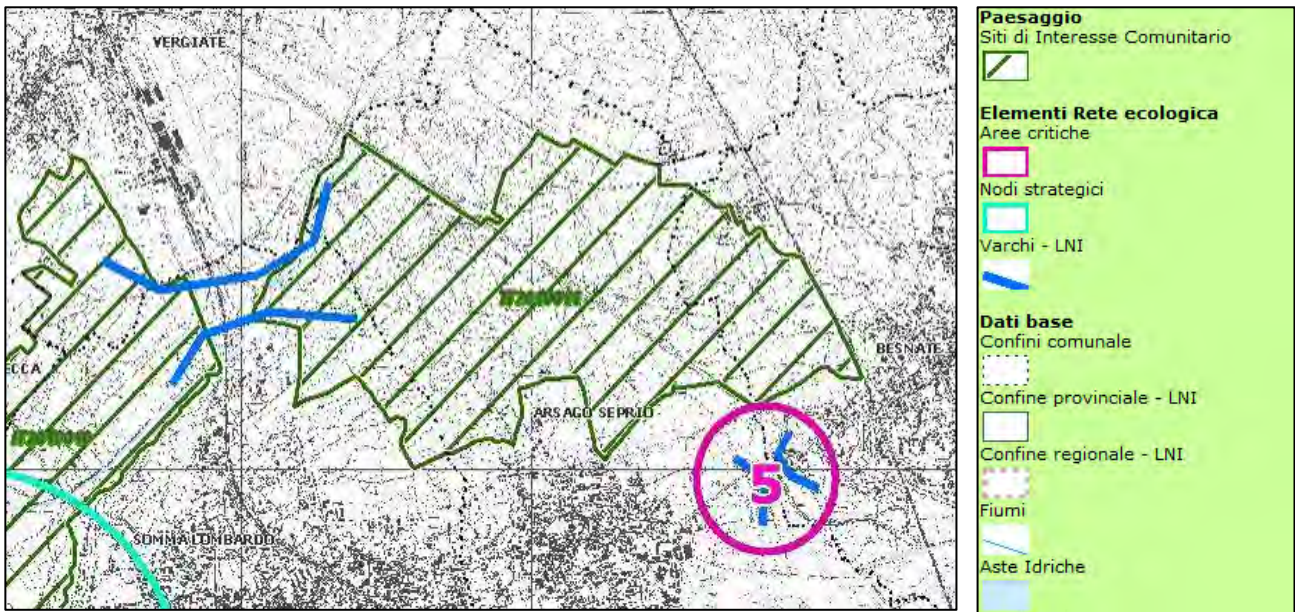 VERGIATE
ECCA
BESNATE
ARSAGO SEPRIO
5
SOMMA LOMBARDO
Paesaggio
Siti di Interesse Comunitario
Elementi Rete ecologica
Aree critiche
Nodi strategici
Varchi - LNI
Dati base
Confini comunale
Confine provinciale - LNI
Confine regionale - LNI
Fiumi
Aste Idriche